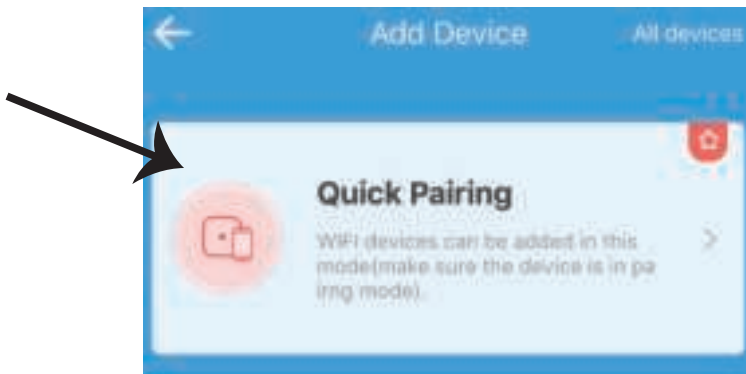 Add Device All devices
Quick Pairing
WIFI devices can be added in this
mode(make sure the device is in pa
irng mode).